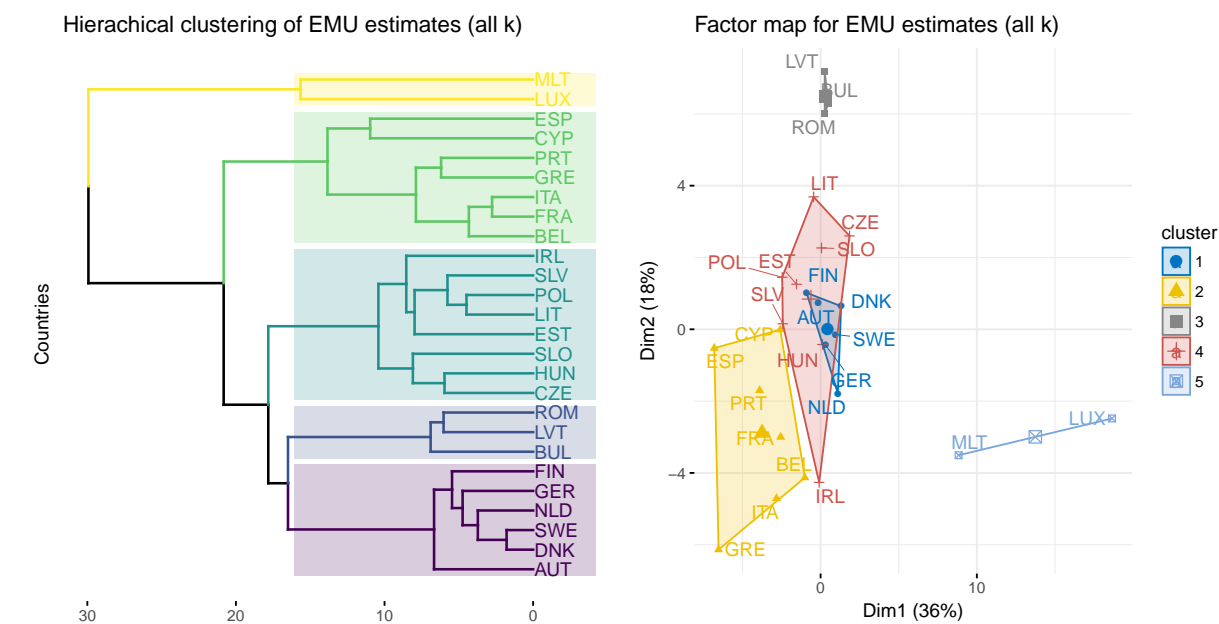 Hierachical clustering of EMU estimates (all k)
Countries
MLT
LUX
ESP
CYP
PRT
GRE
ITA
FRA
BEL
IRL
SLV
POL
LIT
EST
SLO
HUN
CZE
ROM
LVT
BUL
FIN
GER
NLD
SWE
DNK
AUT
30 20 10 0
Factor map for EMU estimates (all k)
Dim2 (18%)
LVT
BUL
ROM
4
LIT
CZE
SLO
EST
POL
FIN
SLV
DNK
AUT
0
CYP
SWE
ESP
HUN
GER
PRT
NLD
FRA
LUX
MLT
BEL
−4
IRL
ITA
GRE
0 10
Dim1 (36%)
cluster
1
2
3
4
5